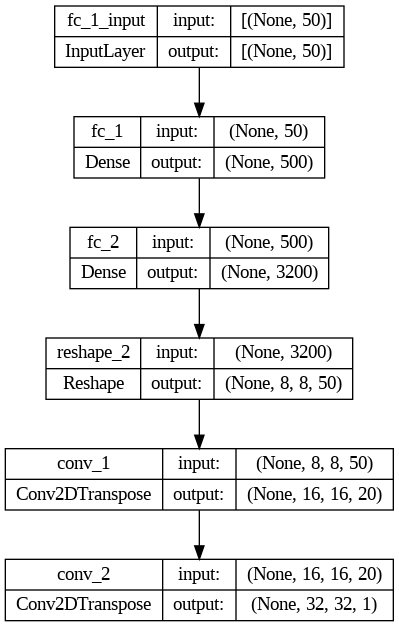 fc_1_input input: [(None, 50)]
InputLayer output: [(None, 50)]
fc_1 input: (None, 50)
Dense output: (None, 500)
fc_2 input: (None, 500)
Dense output: (None, 3200)
reshape_2 input: (None, 3200)
Reshape output: (None, 8, 8, 50)
conv_1 input: (None, 8, 8, 50)
Conv2DTranspose output: (None, 16, 16, 20)
conv_2 input: (None, 16, 16, 20)
Conv2DTranspose output: (None, 32, 32, 1)